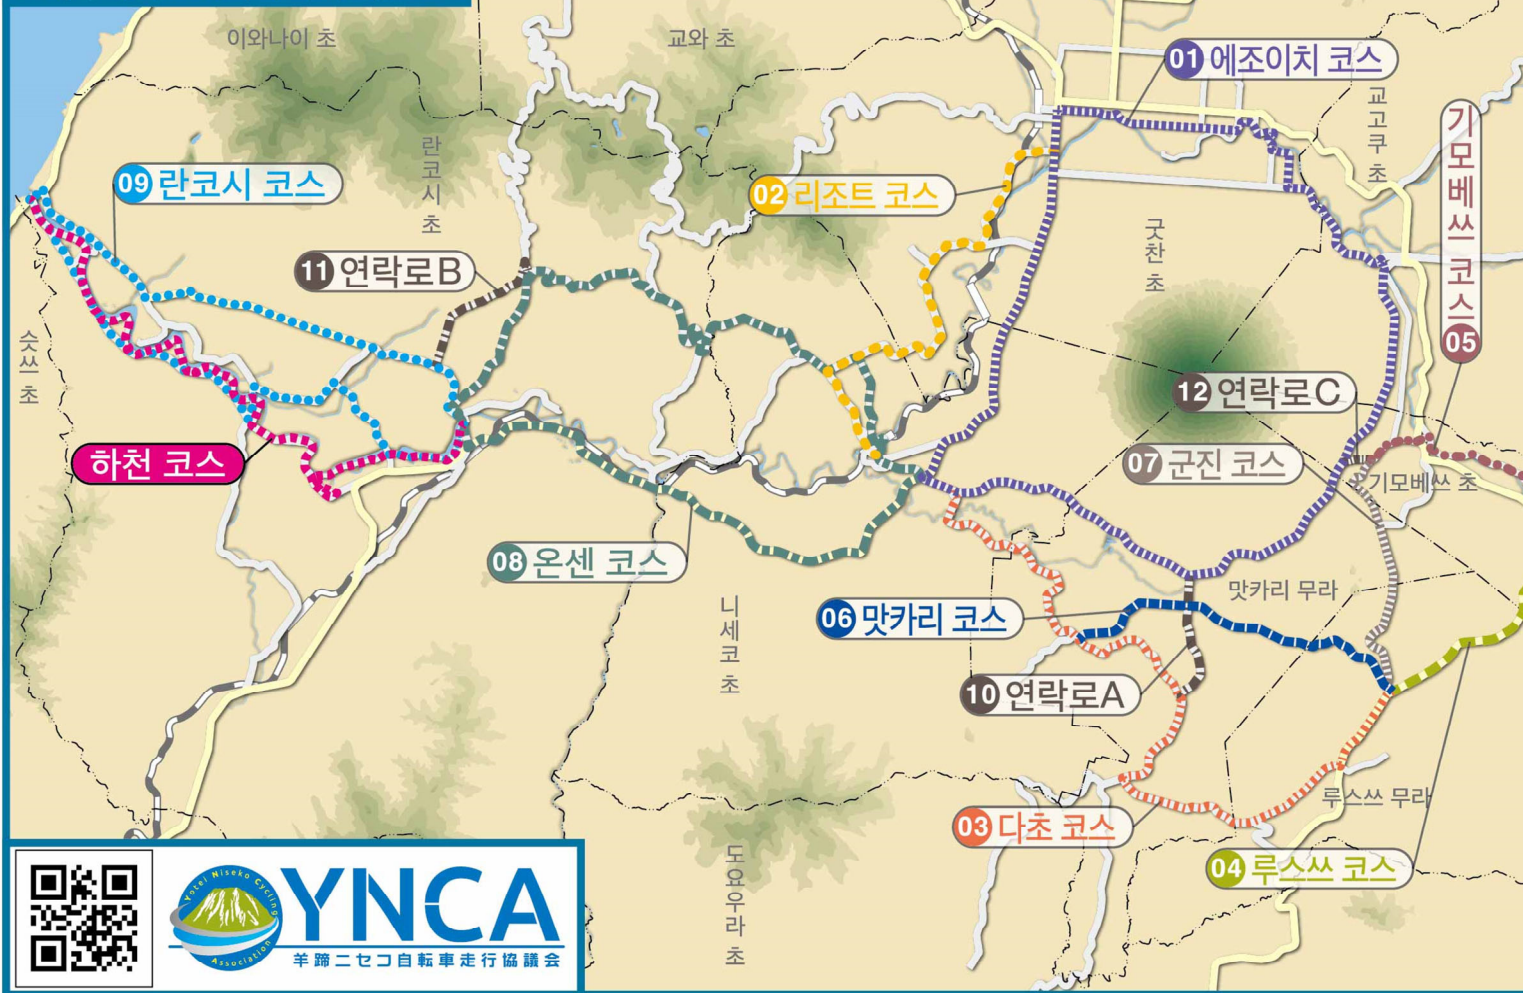 이와나이 초
교와 초
01 에조이치 코스
교고쿠 초
기모베쓰 코스 05
란코시 초
09 란코시 코스
02 리조트 코스
굿찬 초
11 연락로B
슷쓰 초
12 연락로C
하천 코스
07 군진 코스
기모베쓰 초
08 온센 코스
맛카리 무라
니세코 초
06 맛카리 코스
10 연락로A
루스쓰 무라
03 다초 코스
도요우라 초
04 루스쓰 코스
Yotei Niseko Cycling
Association
YNCA
羊蹄ニセコ自転車走行協議会